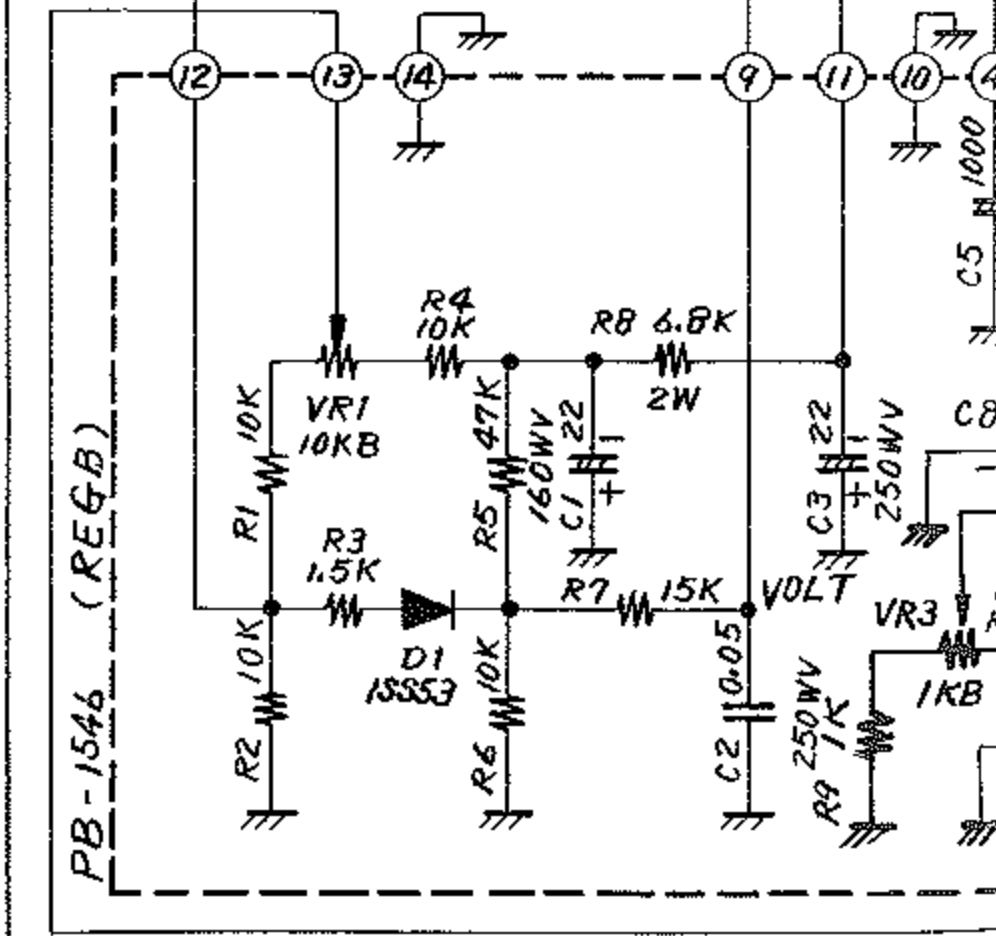 12
13
14
9
11
10
4
1000
C5
R4
10K
R8 6.8K
2W
VR1
10KB
10K
R1
47K
R5
160WV
22
C1
22
C3
250WV
C8
PB-1546 (REGB)
R3
1.5K
R7 15K
VOLT
VR3
1KB
D1
1SS53
10K
R2
10K
R6
0.05
C2
250WV
1K
R9